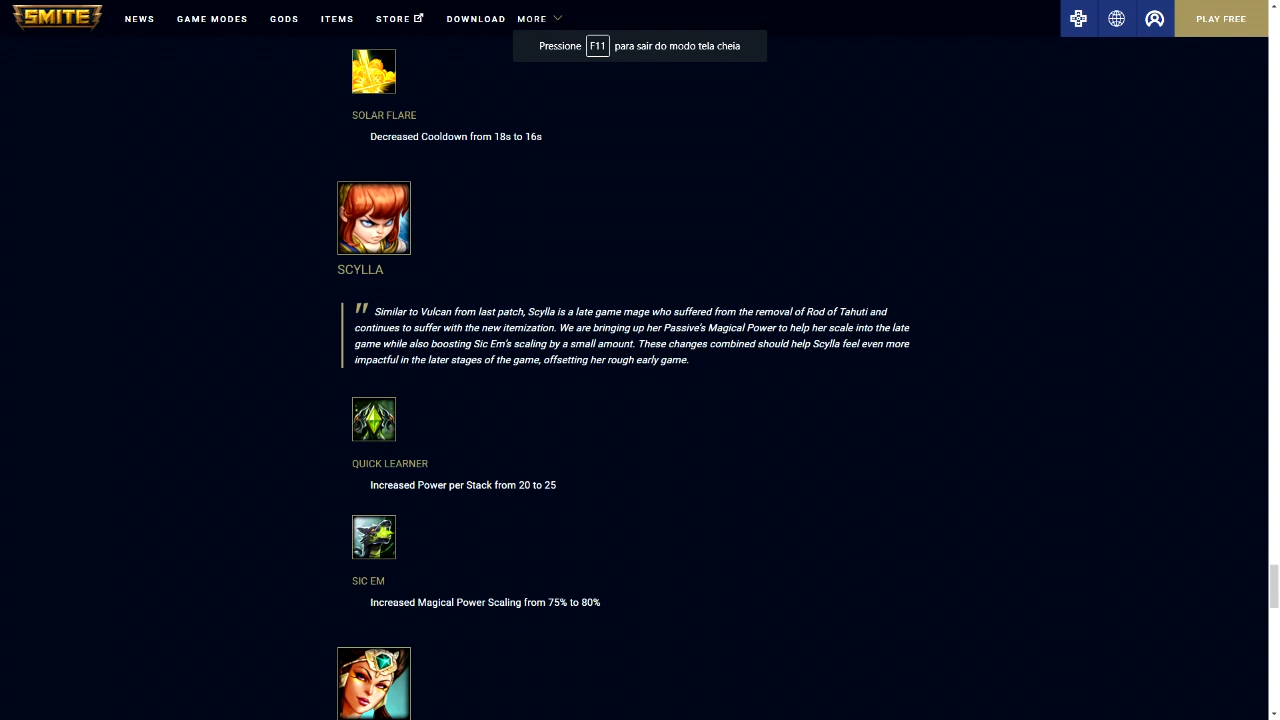 SMITE NEWS GAME MODES GODS ITEMS STORE DOWNLOAD MORE PLAY FREE
Pressione F11 para sair do modo tela cheia
SOLAR FLARE
Decreased Cooldown from 18s to 16s
SCYLLA
" Similar to Vulcan from last patch, Scylla is a late game mage who suffered from the removal of Rod of Tahuti and
continues to suffer with the new itemization. We are bringing up her Passive's Magical Power to help her scale into the late
game while also boosting Sic Em's scaling by a small amount. These changes combined should help Scylla feel even more
impactful in the later stages of the game, offsetting her rough early game.
QUICK LEARNER
Increased Power per Stack from 20 to 25
SIC EM
Increased Magical Power Scaling from 75% to 80%